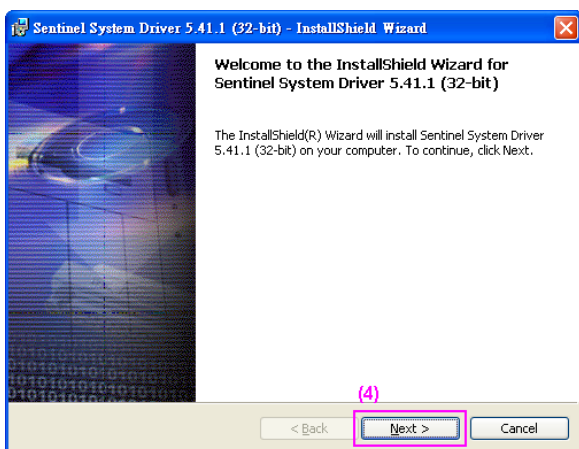 Sentinel System Driver 5.41.1 (32-bit) - InstallShield Wizard
Welcome to the InstallShield Wizard for
Sentinel System Driver 5.41.1 (32-bit)
The InstallShield(R) Wizard will install Sentinel System Driver
5.41.1 (32-bit) on your computer. To continue, click Next.
(4)
< Back
Next >
Cancel